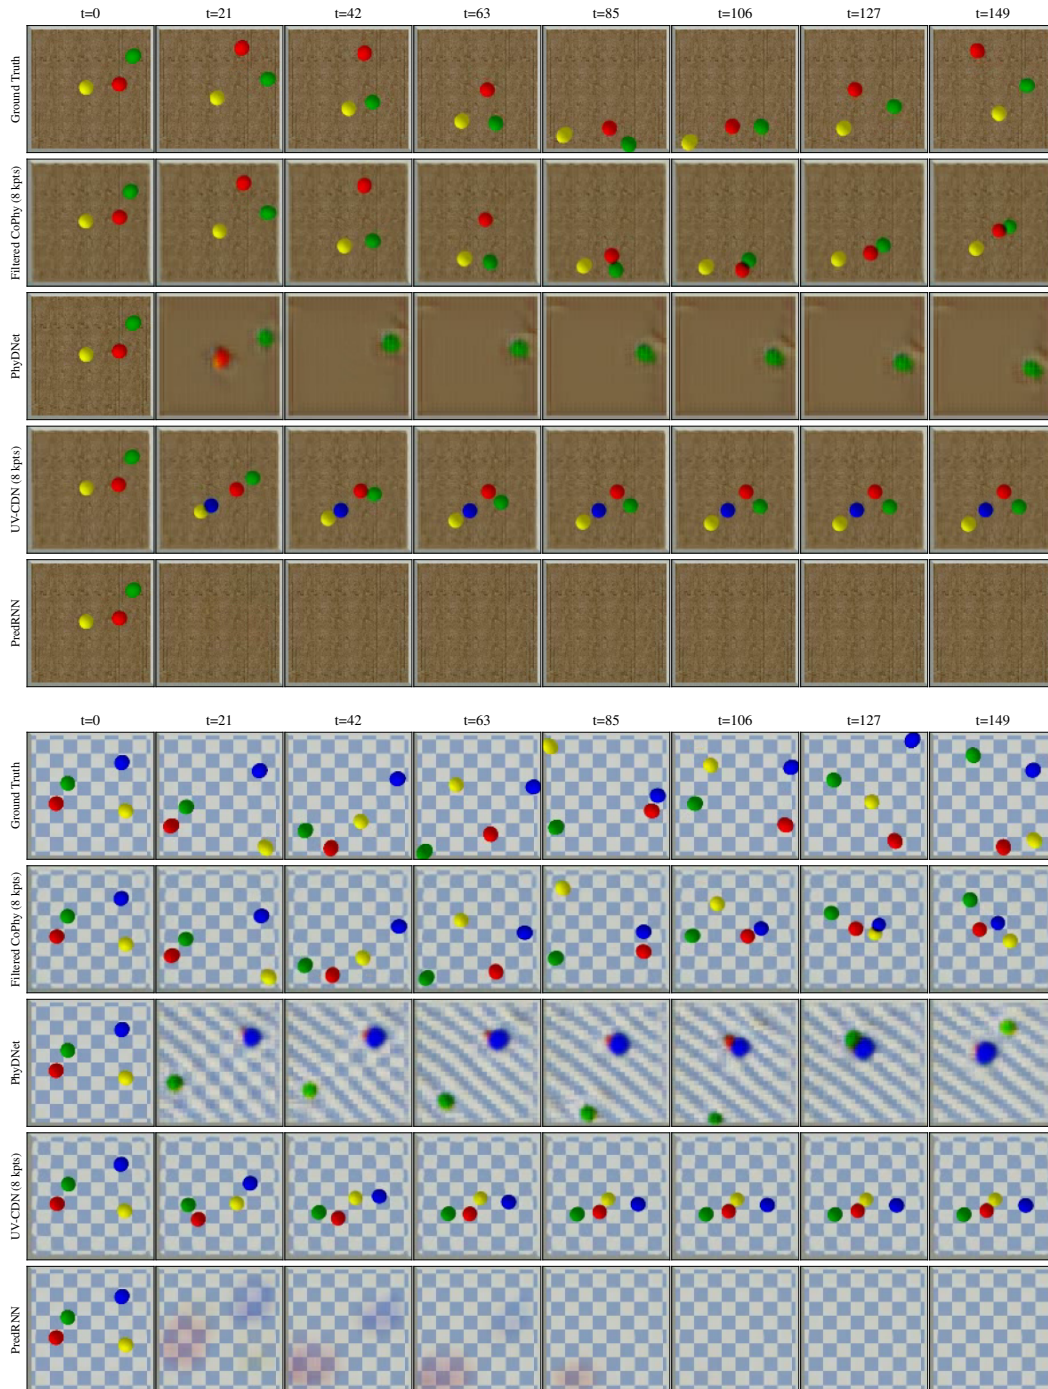 t=0 t=21 t=42 t=63 t=85 t=106 t=127 t=149
Ground Truth
Filtered CoPhy (8 kpts)
PhyDNet
UV-CDN (8 kpts)
PredRNN
t=0 t=21 t=42 t=63 t=85 t=106 t=127 t=149
Ground Truth
Filtered CoPhy (8 kpts)
PhyDNet
UV-CDN (8 kpts)
PredRNN